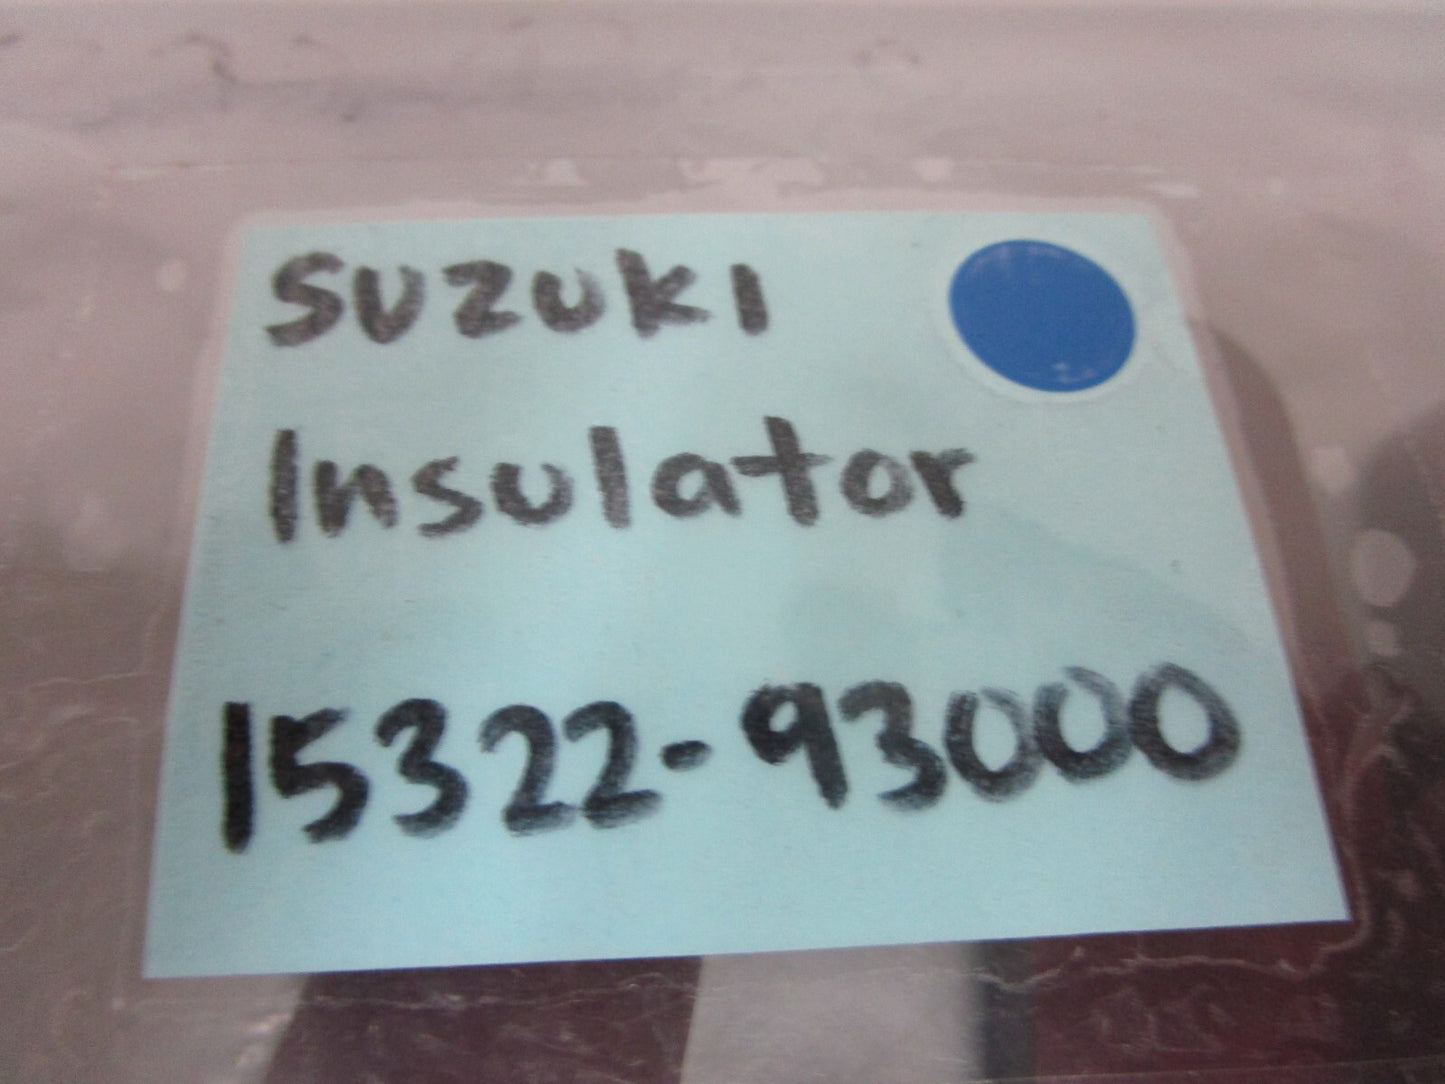 SUZUKI
Insulator
15322-93000